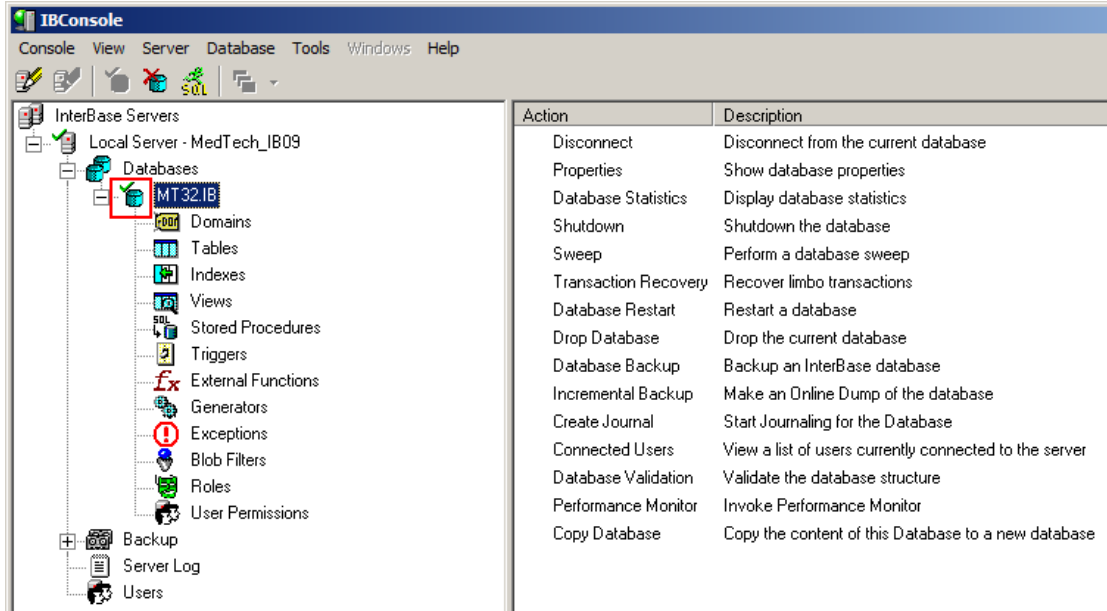 IBConsole
Console View Server Database Tools Windows Help
SQL
InterBase Servers
Local Server - MedTech_IB09
Databases
MT32.IB
Domains
Tables
Indexes
Views
Stored Procedures
Triggers
External Functions
Generators
Exceptions
Blob Filters
Roles
User Permissions
Backup
Server Log
Users
Action Description
Disconnect Disconnect from the current database
Properties Show database properties
Database Statistics Display database statistics
Shutdown Shutdown the database
Sweep Perform a database sweep
Transaction Recovery Recover limbo transactions
Database Restart Restart a database
Drop Database Drop the current database
Database Backup Backup an InterBase database
Incremental Backup Make an Online Dump of the database
Create Journal Start Journaling for the Database
Connected Users View a list of users currently connected to the server
Database Validation Validate the database structure
Performance Monitor Invoke Performance Monitor
Copy Database Copy the content of this Database to a new database